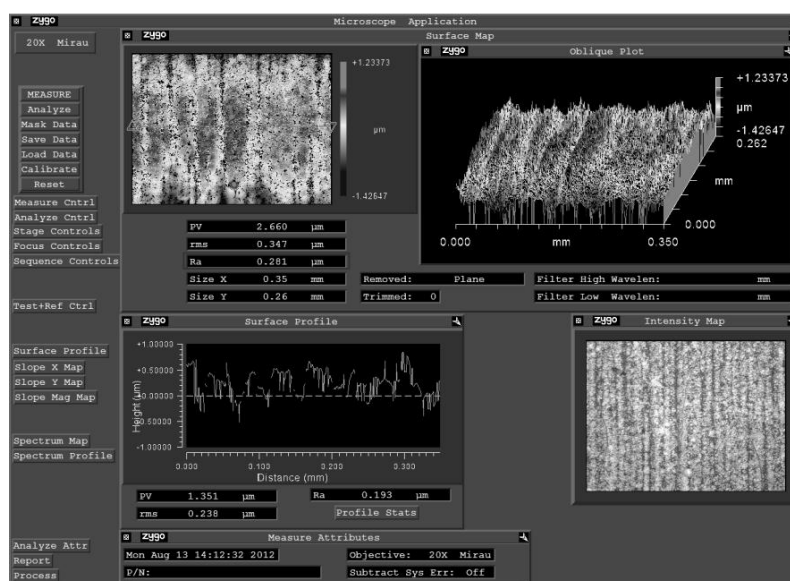 zygo Microscope Application
20X Mirau
MEASURE
Analyze
Mask Data
Save Data
Load Data
Calibrate
Reset
Measure Cntrl
Analyze Cntrl
Stage Controls
Focus Controls
Sequence Controls
Test+Ref Ctrl
Surface Profile
Slope X Map
Slope Y Map
Slope Mag Map
Spectrum Map
Spectrum Profile
Analyze Attr
Report
Process
zygo Surface Map
+1.23373
µm
-1.42647
zygo Oblique Plot
+1.23373
µm
-1.42647
0.262
mm
0.000
0.000 mm 0.350
PV 2.660 µm
rms 0.347 µm
Ra 0.281 µm
Size X 0.35 mm
Size Y 0.26 mm
Removed: Plane
Trimmed: 0
Filter High Wavelen: mm
Filter Low Wavelen: mm
zygo Surface Profile
+1.00000
+0.50000
+0.00000
-0.50000
-1.00000
Height (µm)
0.000 0.100 0.200 0.300
Distance (mm)
PV 1.351 µm
rms 0.238 µm
Ra 0.193 µm
Profile Stats
zygo Intensity Map
zygo Measure Attributes
Mon Aug 13 14:12:32 2012
P/N:
Objective: 20X Mirau
Subtract Sys Err: Off